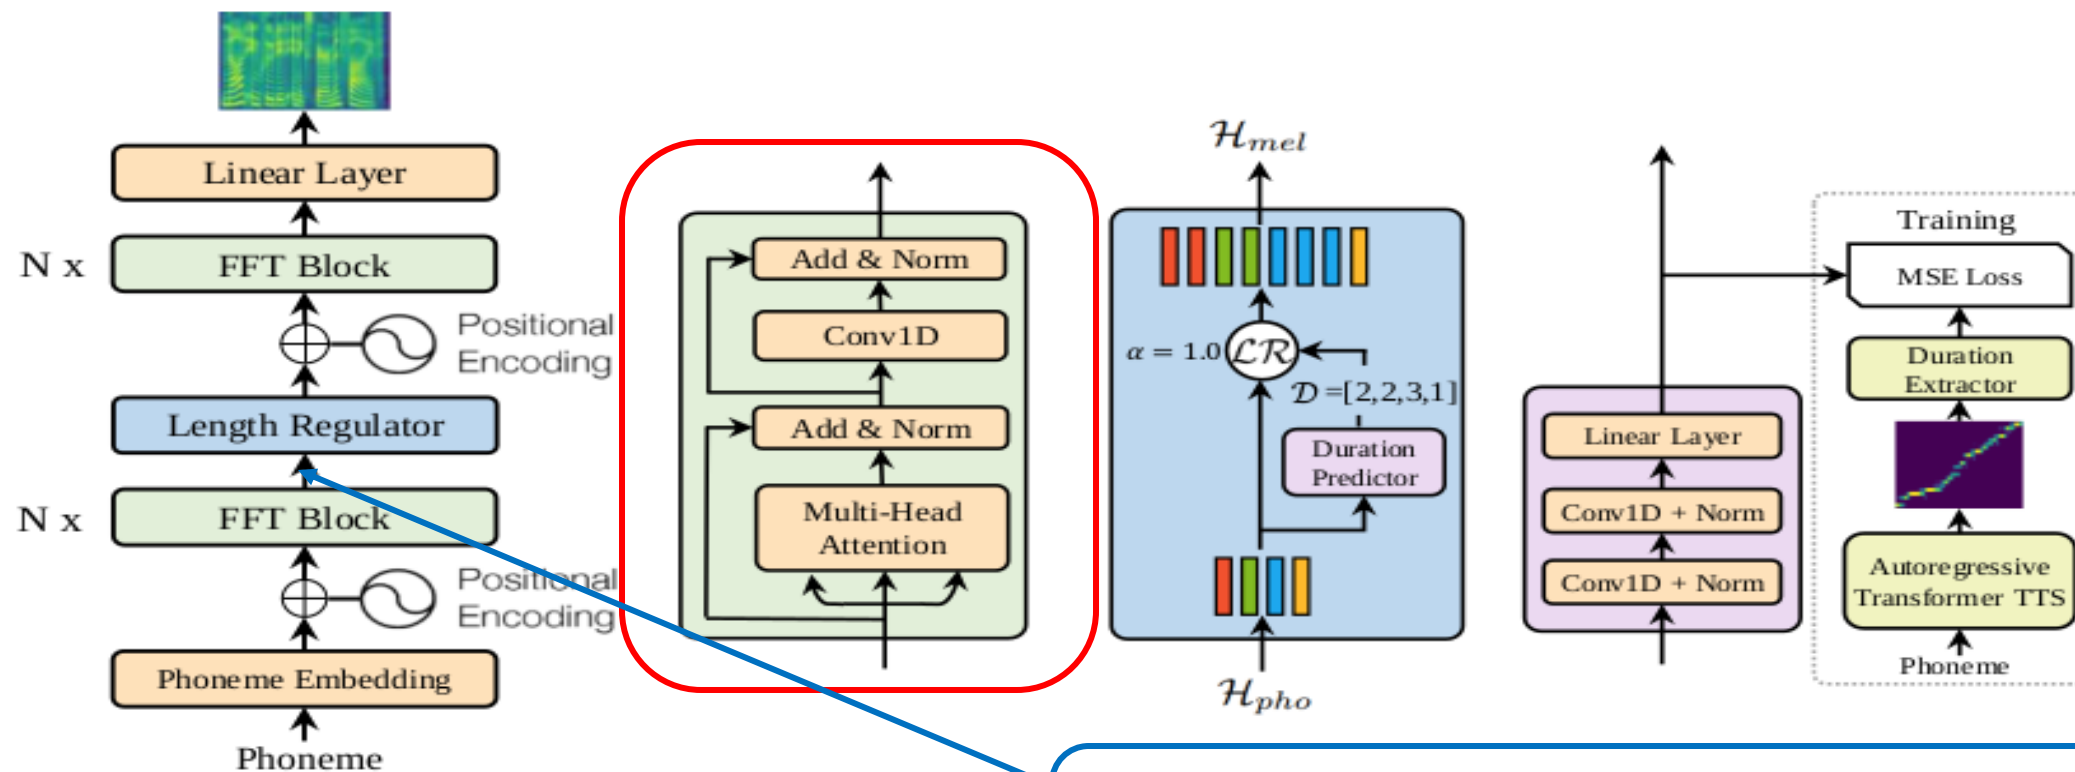 Linear Layer
N x
FFT Block
Positional
Encoding
Length Regulator
N x
FFT Block
Positional
Encoding
Phoneme Embedding
Phoneme
Add & Norm
Conv1D
Add & Norm
Multi-Head
Attention
ℋmel
α = 1.0
ℒℛ
𝒟 =[2,2,3,1]
Duration
Predictor
ℋpho
Linear Layer
Conv1D + Norm
Conv1D + Norm
Training
MSE Loss
Duration
Extractor
Autoregressive
Transformer TTS
Phoneme